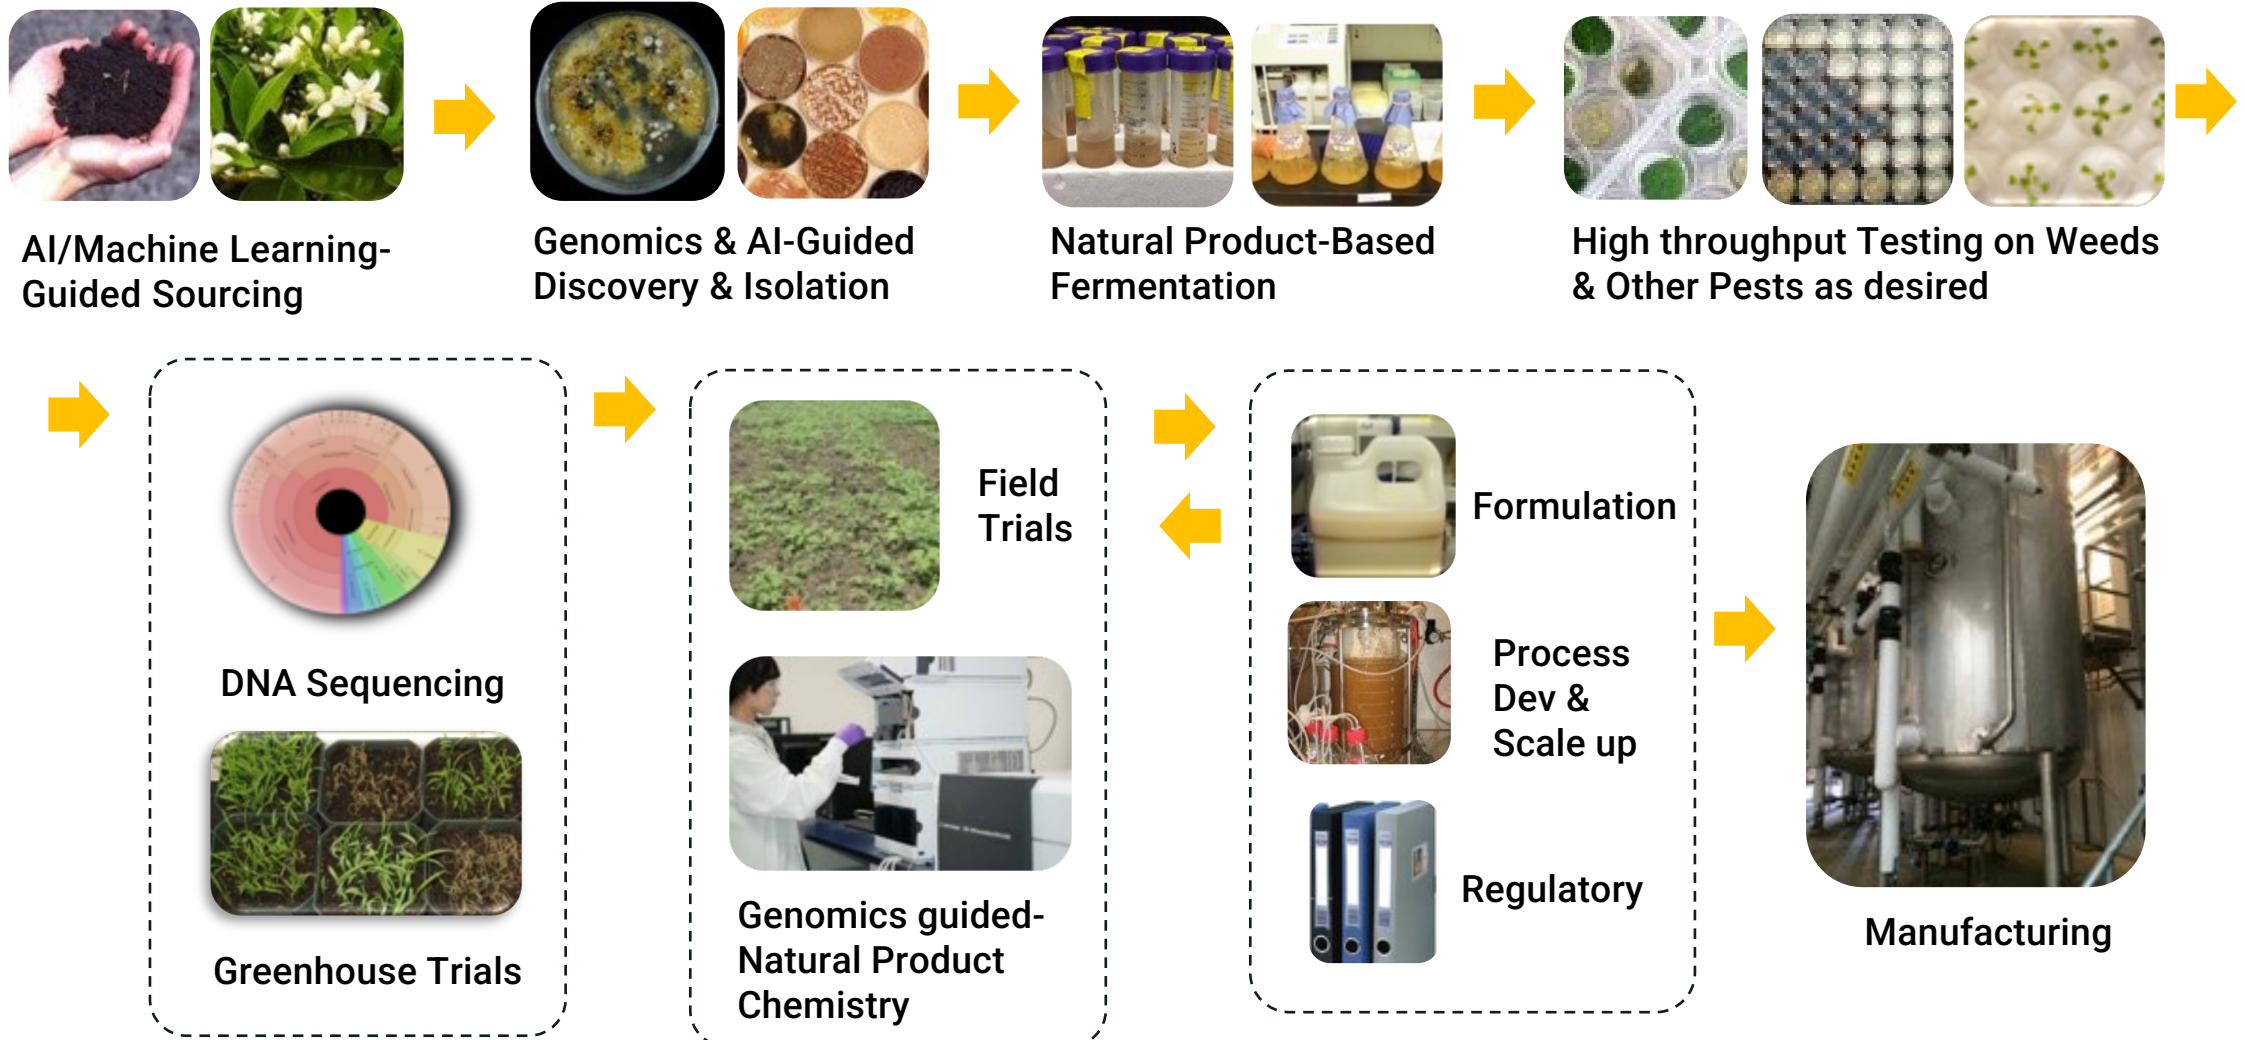 AI/Machine Learning-
Guided Sourcing
Genomics & AI-Guided
Discovery & Isolation
Natural Product-Based
Fermentation
High throughput Testing on Weeds
& Other Pests as desired
DNA Sequencing
Greenhouse Trials
Field
Trials
Genomics guided-
Natural Product
Chemistry
Formulation
Process
Dev &
Scale up
Regulatory
Manufacturing